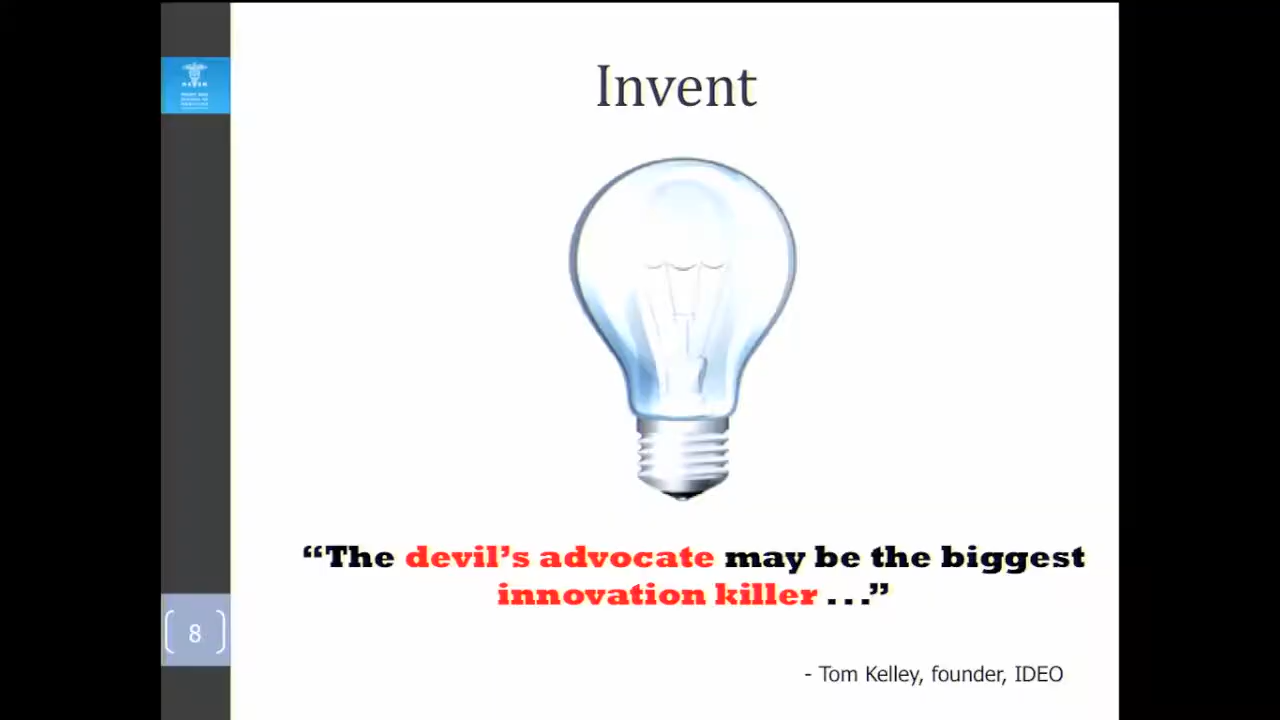 Invent
“The devil’s advocate may be the biggest
innovation killer . . .”
8
- Tom Kelley, founder, IDEO